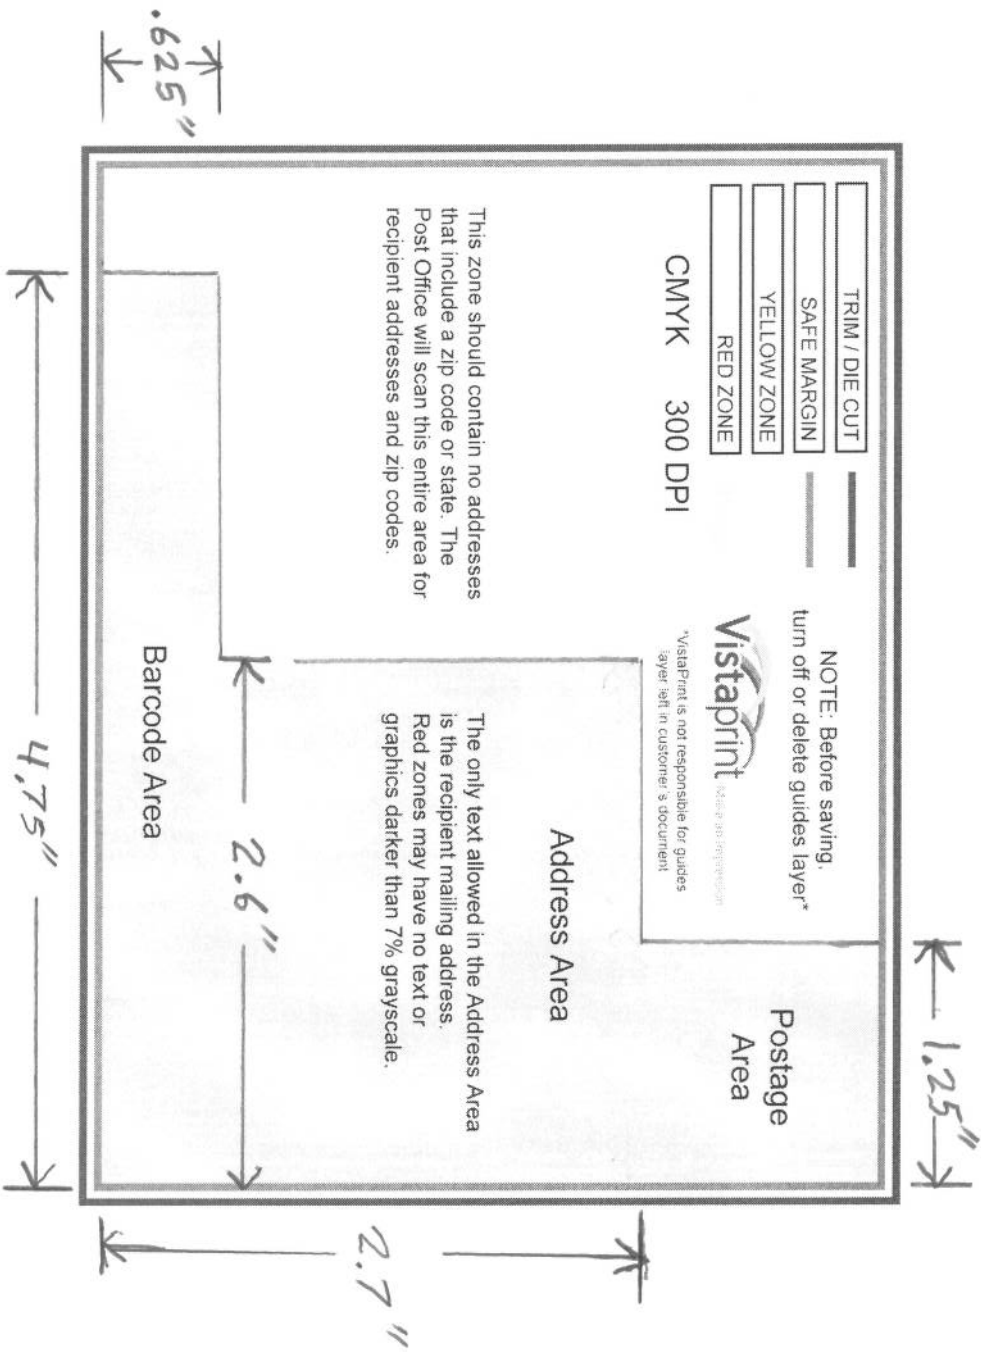 TRIM / DIE CUT
SAFE MARGIN
YELLOW ZONE
RED ZONE
CMYK 300 DPI
NOTE: Before saving,
turn off or delete guides layer*
Vistaprint
Make an impression
*VistaPrint is not responsible for guides
layer left in customer's document
Postage
Area
1.25"
This zone should contain no addresses
that include a zip code or state. The
Post Office will scan this entire area for
recipient addresses and zip codes.
Address Area
The only text allowed in the Address Area
is the recipient mailing address.
Red zones may have no text or
graphics darker than 7% grayscale.
2.7"
2.6"
.625"
Barcode Area
4.75"